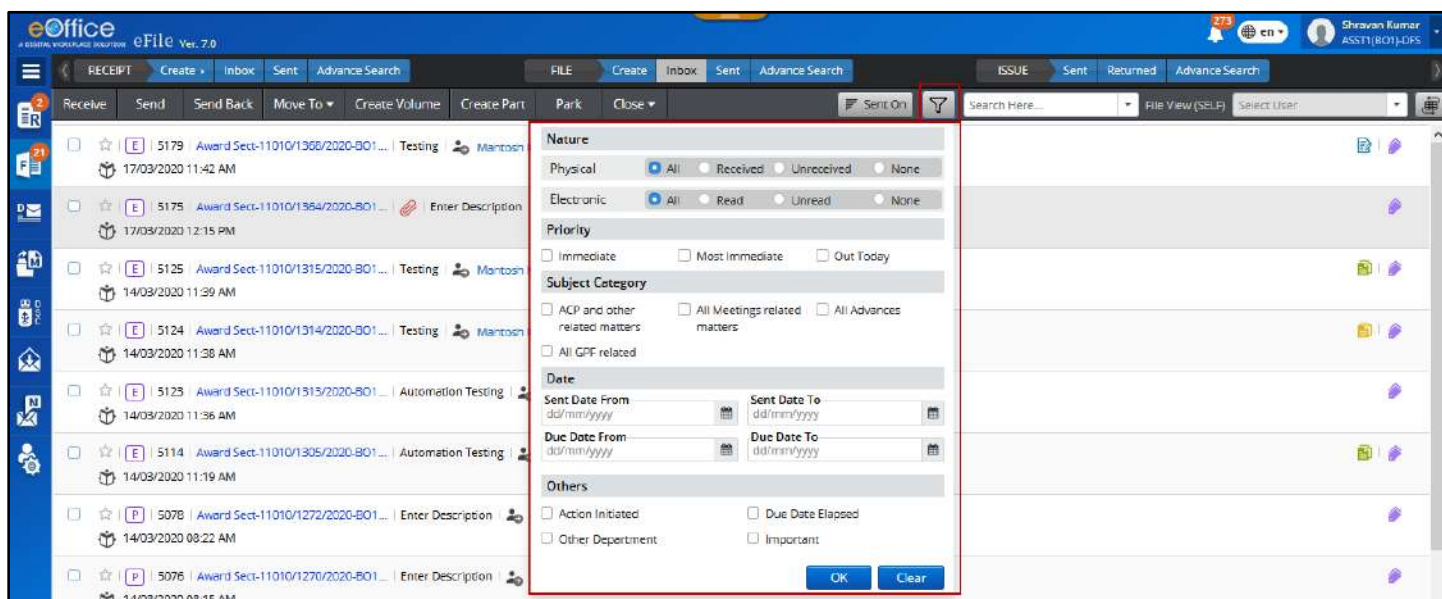 eOffice
A DIGITAL WORKPLACE SOLUTION eFile Ver. 7.0
273 en Shravan Kumar
ASST1(BO1)-DFS
RECEIPT Create Inbox Sent Advance Search FILE Create Inbox Sent Advance Search ISSUE Sent Returned Advance Search
2 R Receive Send Send Back Move To Create Volume Create Part Park Close Sent On Search Here... File View (SELF) Select User
E 5179 Award Sect-11010/1368/2020-BO1... Testing Mantosh
21 F 17/03/2020 11:42 AM
E 5175 Award Sect-11010/1364/2020-BO1... Enter Description
17/03/2020 12:15 PM
E 5125 Award Sect-11010/1315/2020-BO1... Testing Mantosh
14/03/2020 11:39 AM
E 5124 Award Sect-11010/1314/2020-BO1... Testing Mantosh
14/03/2020 11:38 AM
E 5123 Award Sect-11010/1313/2020-BO1... Automation Testing
14/03/2020 11:36 AM
E 5114 Award Sect-11010/1305/2020-BO1... Automation Testing
14/03/2020 11:19 AM
P 5078 Award Sect-11010/1272/2020-BO1... Enter Description
14/03/2020 08:22 AM
P 5076 Award Sect-11010/1270/2020-BO1... Enter Description
14/03/2020 08:15 AM
Nature
Physical All Received Unreceived None
Electronic All Read Unread None
Priority
Immediate Most Immediate Out Today
Subject Category
ACP and other All Meetings related All Advances
related matters matters
All GPF related
Date
Sent Date From Sent Date To
dd/mm/yyyy dd/mm/yyyy
Due Date From Due Date To
dd/mm/yyyy dd/mm/yyyy
Others
Action Initiated Due Date Elapsed
Other Department Important
OK Clear